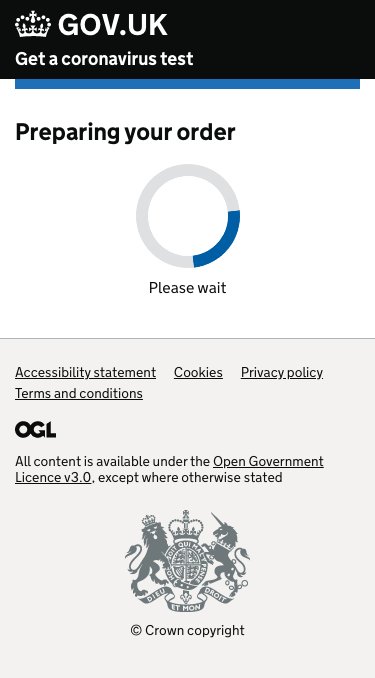 GOV.UK
Get a coronavirus test
Preparing your order
Please wait
Accessibility statement Cookies Privacy policy
Terms and conditions
OGL
All content is available under the Open Government
Licence v3.0, except where otherwise stated
DIEU ET MON DROIT
© Crown copyright